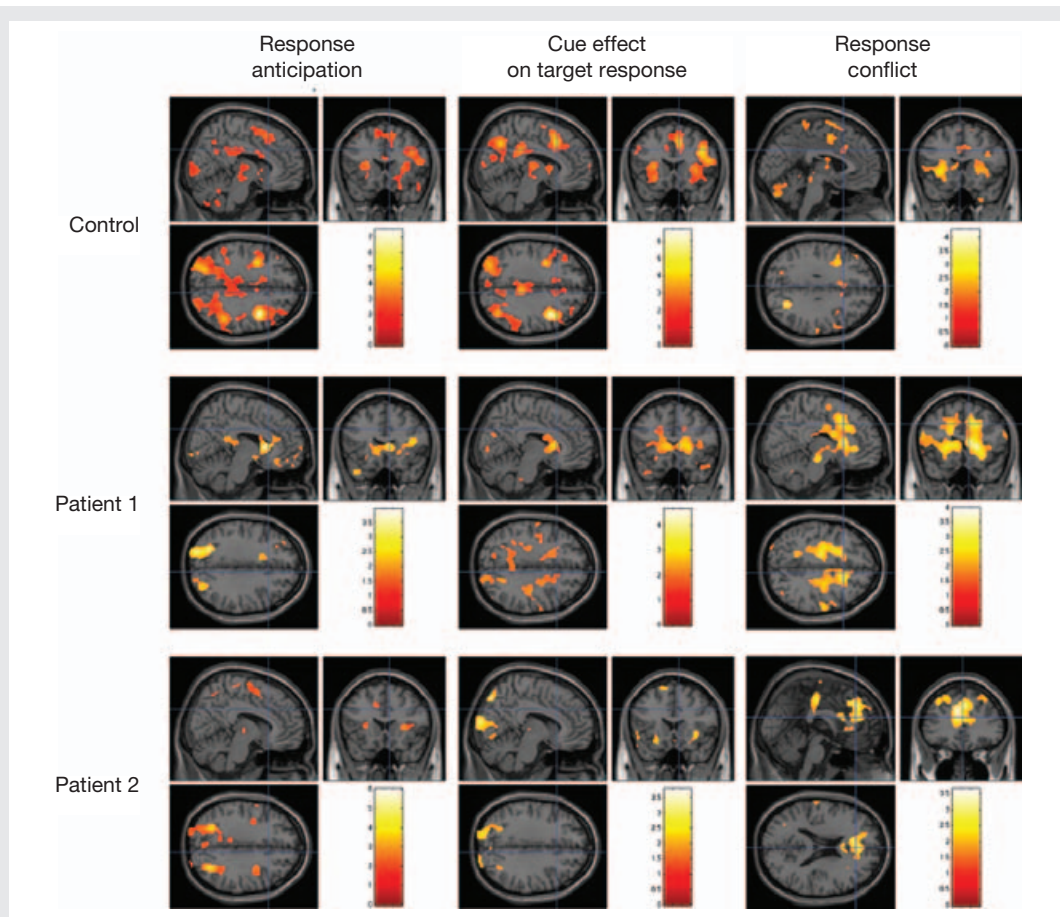 Response
anticipation
Cue effect
on target response
Response
conflict
Control
Patient 1
Patient 2